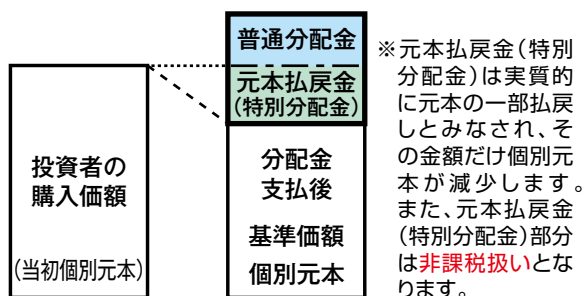 普通分配金
元本払戻金
(特別分配金)
投資者の
購入価額
(当初個別元本)
分配金
支払後
基準価額
個別元本
※元本払戻金(特別
分配金)は実質的
に元本の一部払戻
しとみなされ、そ
の金額だけ個別元
本が減少します。
また、元本払戻金
(特別分配金)部分
は非課税扱いとな
ります。